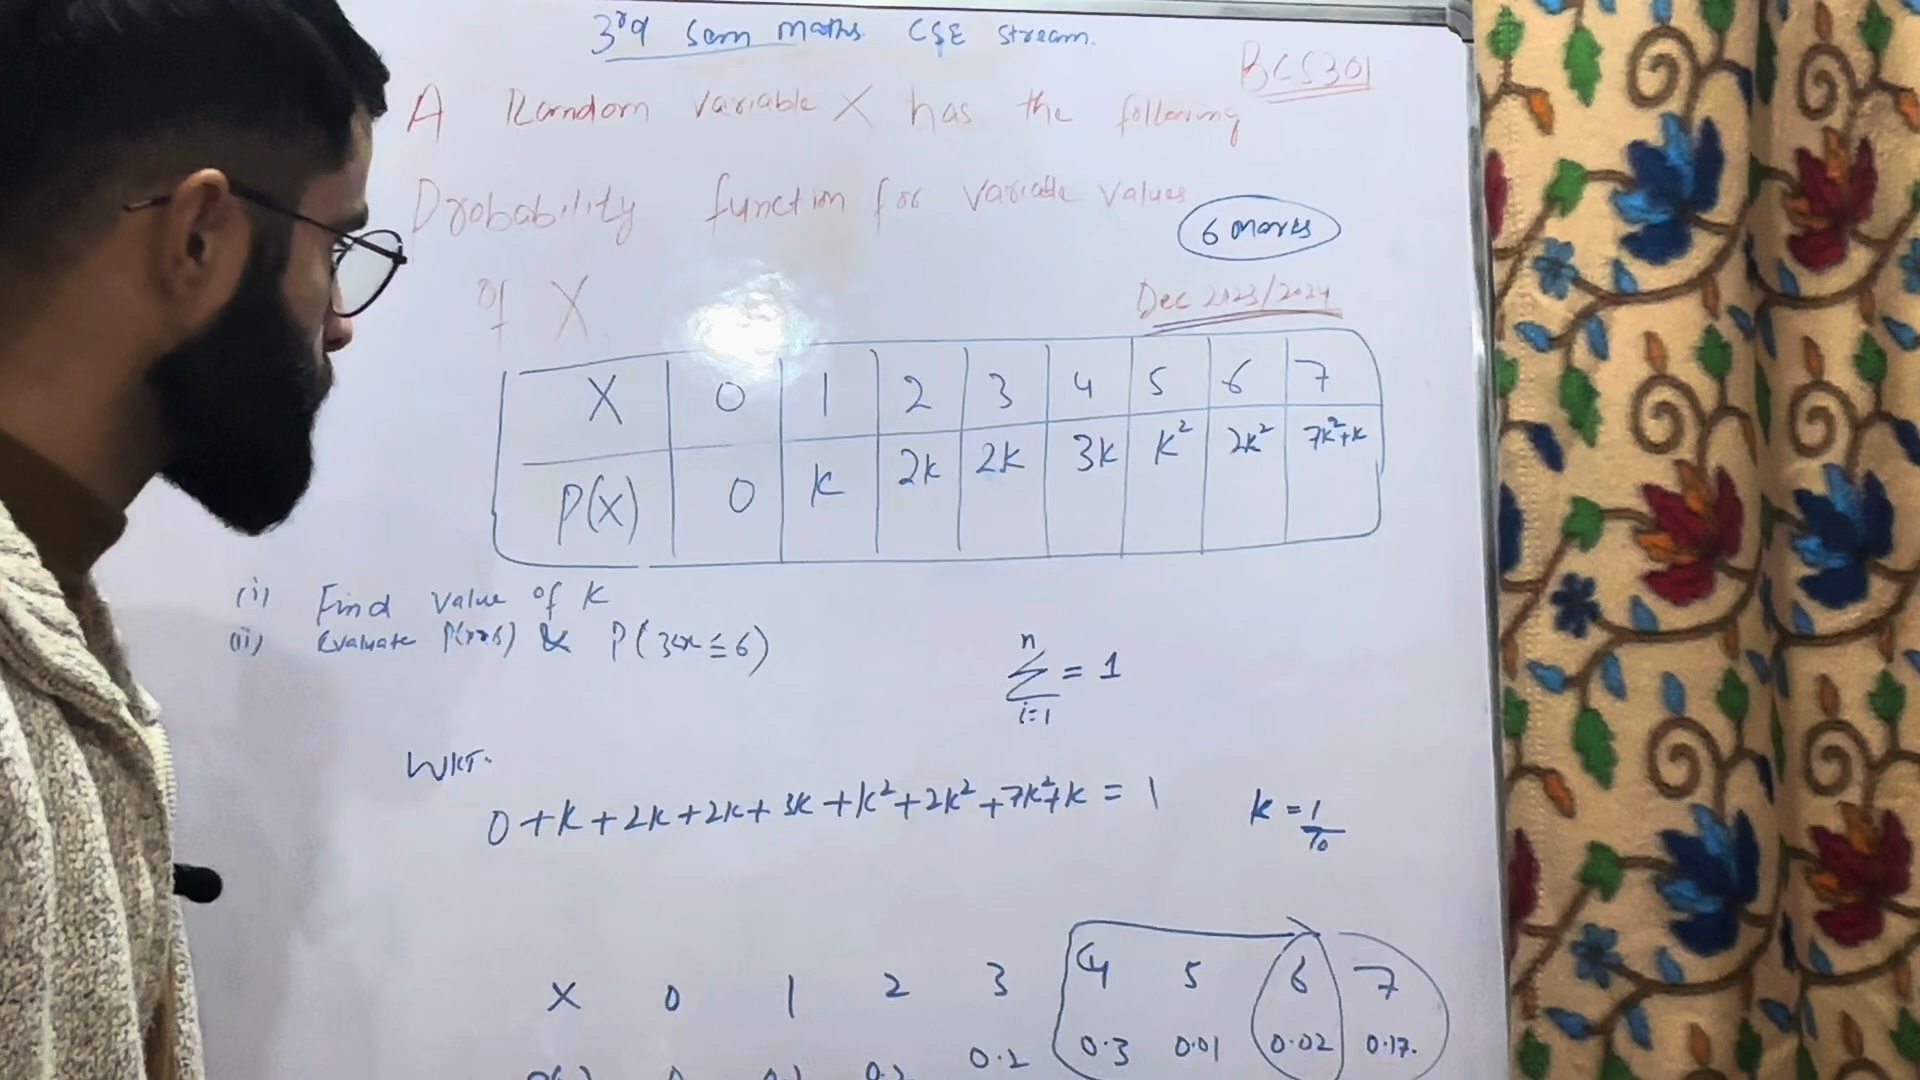 3rd Sem Maths CSE Stream.
BCS301
A Random variable X has the following
Probability function for variable values
6 marks
of X
Dec 2023/2024
X 0 1 2 3 4 5 6 7
P(X) 0 K 2K 2K 3K K² 2K² 7K²+K
(i) Find value of K
(ii) Evaluate & P(3<x≤6)
n
Σ = 1
i=1
WKT.
0+K+2K+2K+3K+K²+2K²+7K²+K = 1
K = 1/10
X 0 1 2 3 4 5 6 7
0.2 0.3 0.01 0.02 0.17.